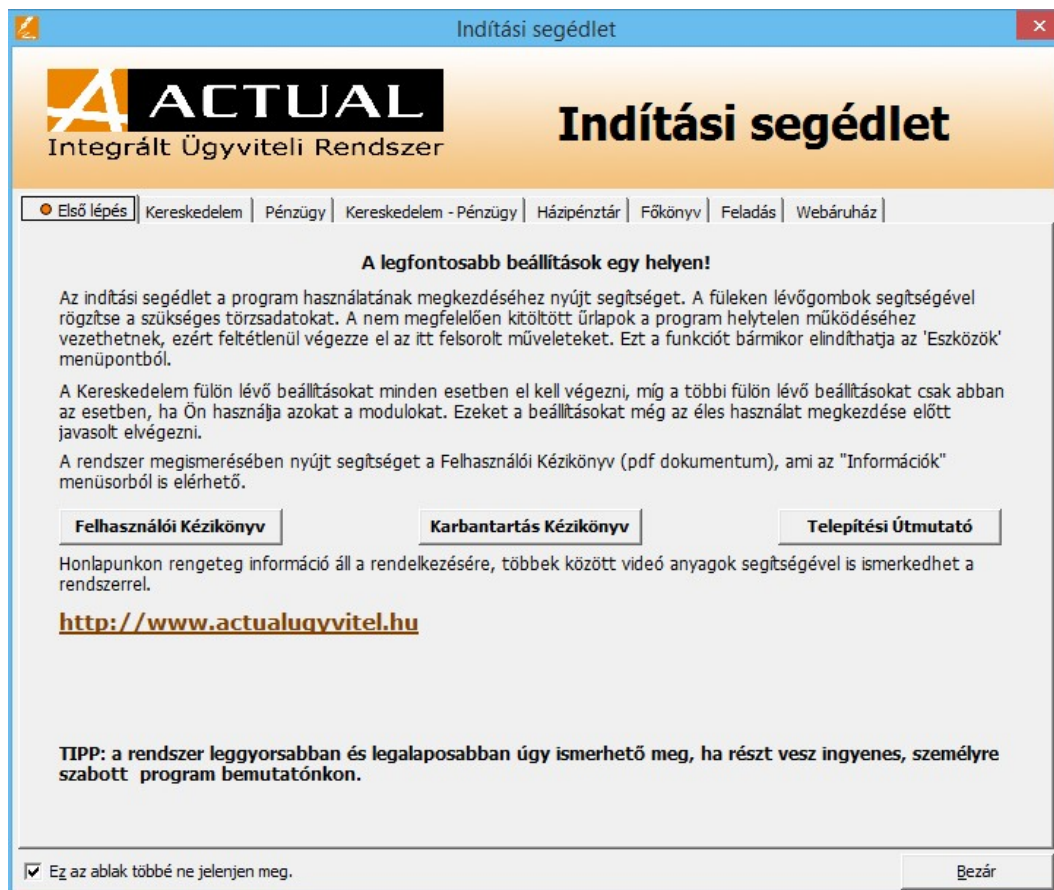 Indítási segédlet
ACTUAL
Integrált Ügyviteli Rendszer
Indítási segédlet
Első lépés Kereskedelem Pénzügy Kereskedelem - Pénzügy Házipénztár Főkönyv Feladás Webáruház
A legfontosabb beállítások egy helyen!
Az indítási segédlet a program használatának megkezdéséhez nyújt segítséget. A füleken lévőgombok segítségével
rögzítse a szükséges törzsadatokat. A nem megfelelően kitöltött űrlapok a program helytelen működéséhez
vezethetnek, ezért feltétlenül végezze el az itt felsorolt műveleteket. Ezt a funkciót bármikor elindíthatja az 'Eszközök'
menüpontból.
A Kereskedelem fülön lévő beállításokat minden esetben el kell végezni, míg a többi fülön lévő beállításokat csak abban
az esetben, ha Ön használja azokat a modulokat. Ezeket a beállításokat még az éles használat megkezdése előtt
javasolt elvégezni.
A rendszer megismerésében nyújt segítséget a Felhasználói Kézikönyv (pdf dokumentum), ami az "Információk"
menüsorból is elérhető.
Felhasználói Kézikönyv Karbantartás Kézikönyv Telepítési Útmutató
Honlapunkon rengeteg információ áll a rendelkezésére, többek között videó anyagok segítségével is ismerkedhet a
rendszerrel.
http://www.actualugyvitel.hu
TIPP: a rendszer leggyorsabban és legalaposabban úgy ismerhető meg, ha részt vesz ingyenes, személyre
szabott program bemutatónkon.
Ez az ablak többé ne jelenjen meg. Bezár